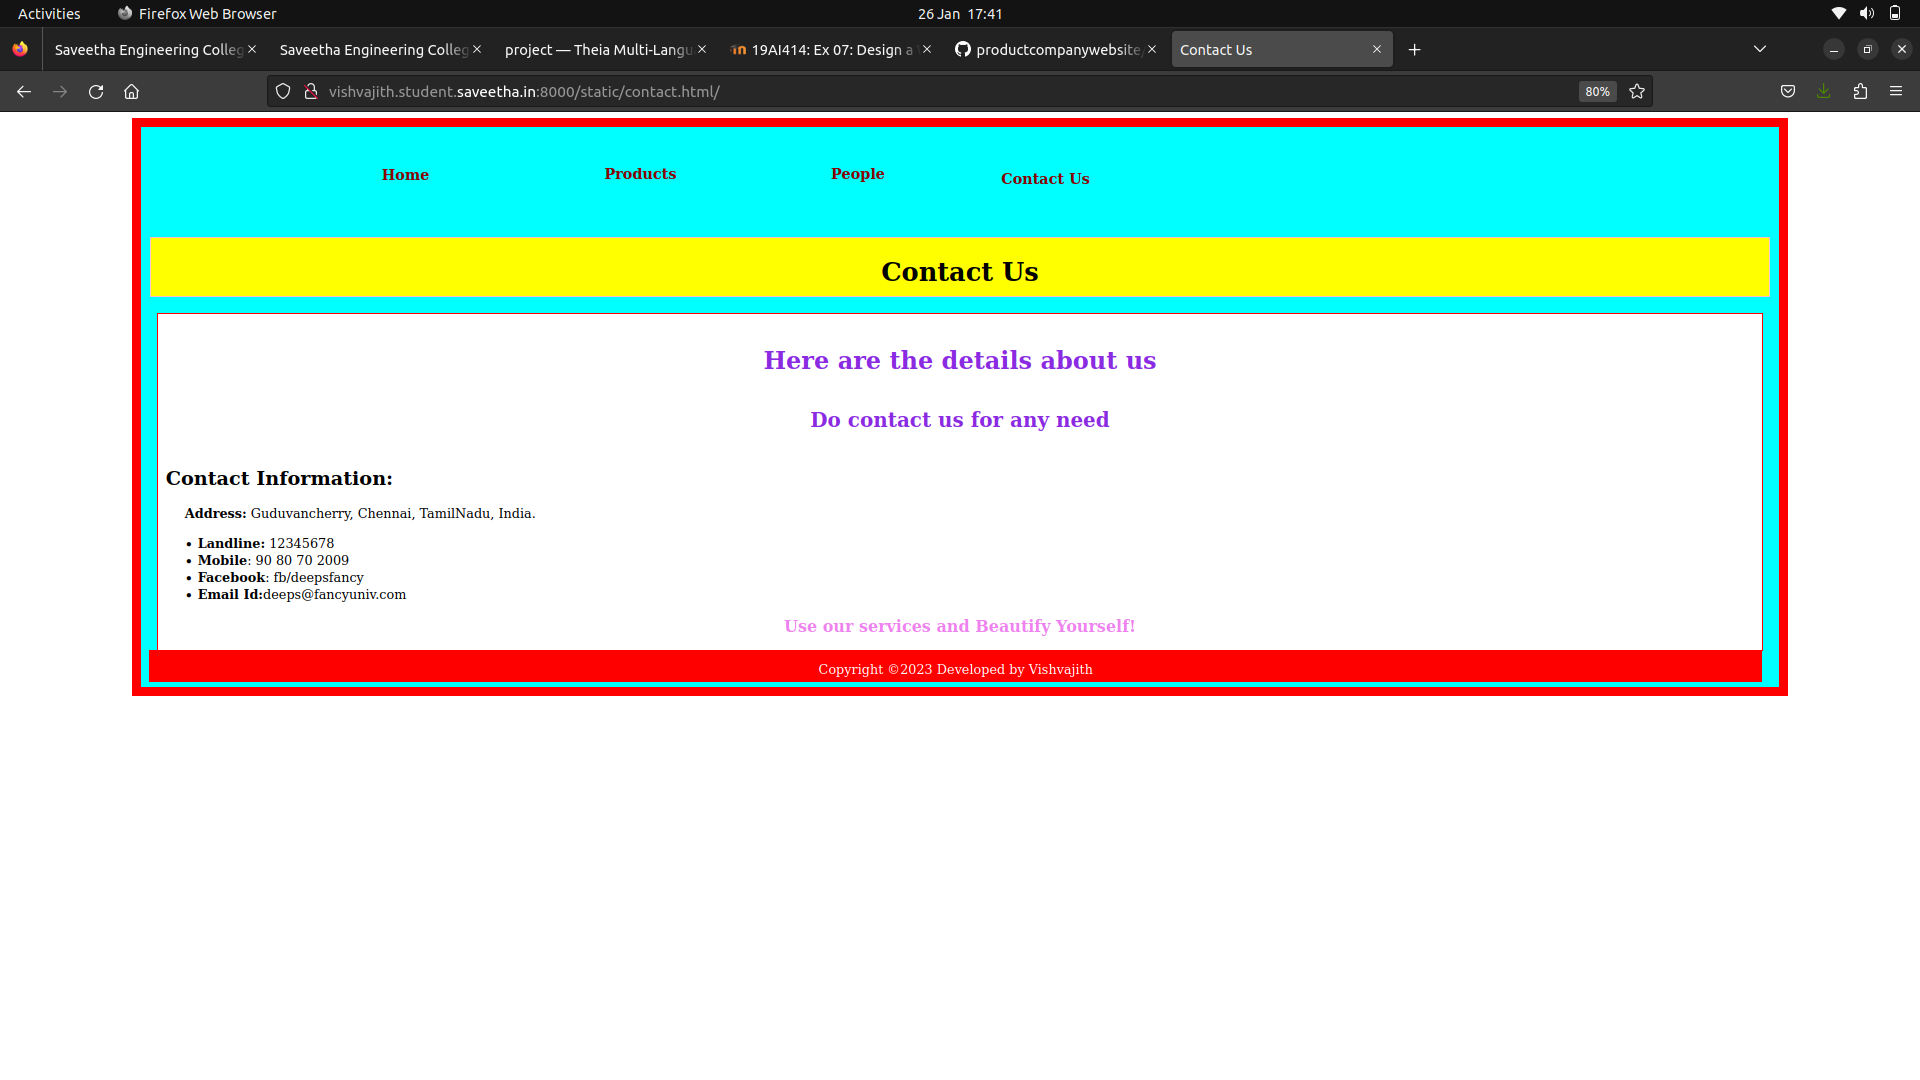 Activities
Firefox Web Browser
26 Jan 17:41
Saveetha Engineering Colleg
Saveetha Engineering Colleg
project — Theia Multi-Langu
19AI414: Ex 07: Design a
productcompanywebsite
Contact Us
vishvajith.student.saveetha.in:8000/static/contact.html/
80%
Home
Products
People
Contact Us
Contact Us
Here are the details about us
Do contact us for any need
Contact Information:
Address: Guduvancherry, Chennai, TamilNadu, India.
• Landline: 12345678
• Mobile: 90 80 70 2009
• Facebook: fb/deepsfancy
• Email Id:deeps@fancyuniv.com
Use our services and Beautify Yourself!
Copyright ©2023 Developed by Vishvajith